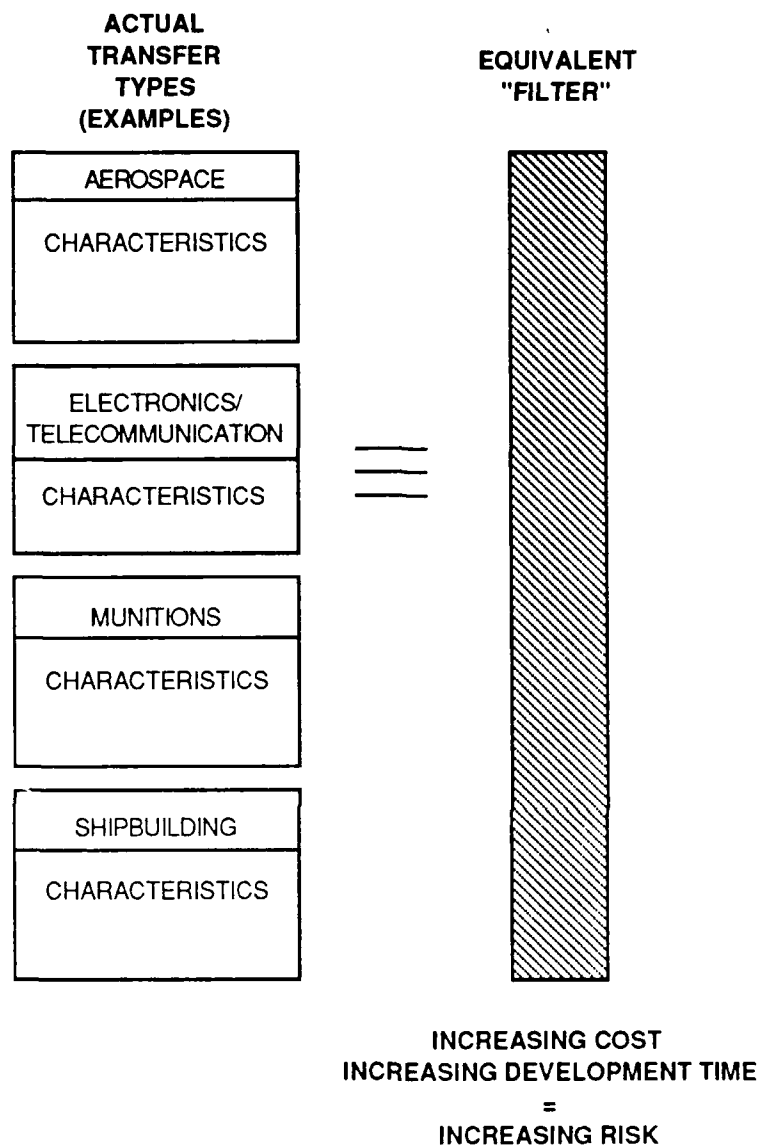 ACTUAL
TRANSFER
TYPES
(EXAMPLES)
EQUIVALENT
"FILTER"
AEROSPACE
CHARACTERISTICS
ELECTRONICS/
TELECOMMUNICATION
CHARACTERISTICS
MUNITIONS
CHARACTERISTICS
SHIPBUILDING
CHARACTERISTICS
INCREASING COST
INCREASING DEVELOPMENT TIME
=
INCREASING RISK